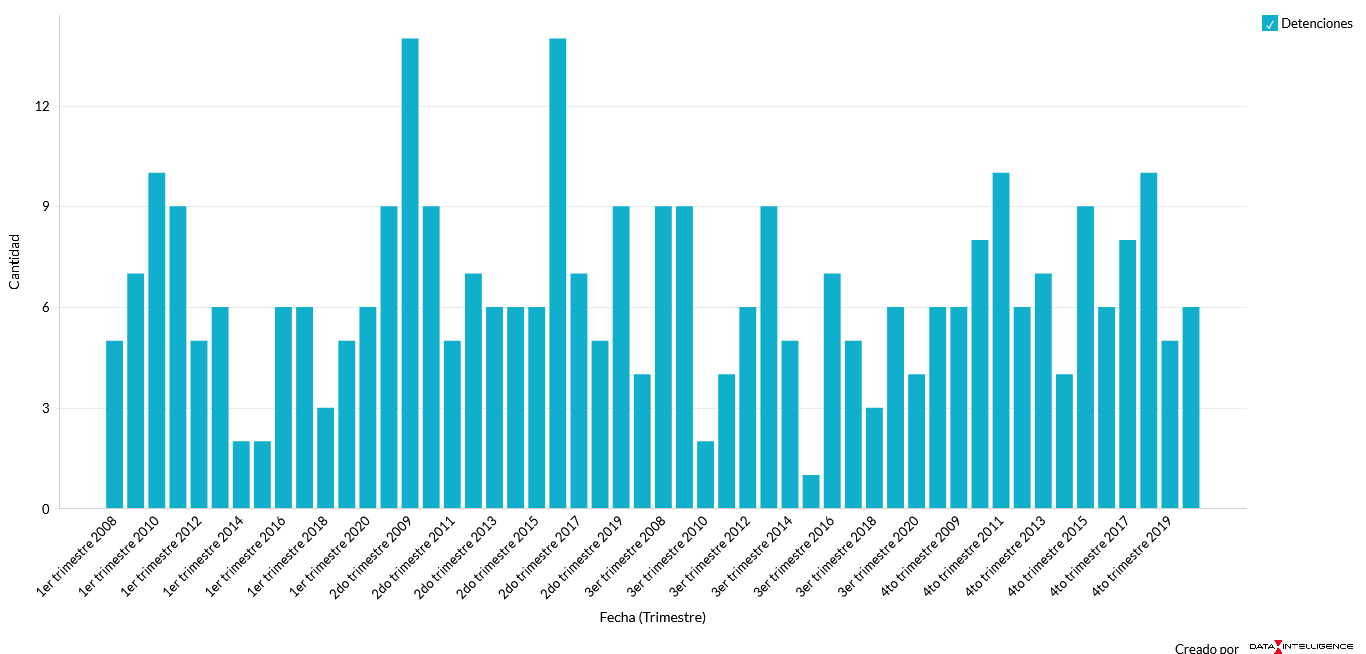 Detenciones
Cantidad
12
9
6
3
0
1er trimestre 2008
1er trimestre 2010
1er trimestre 2012
1er trimestre 2014
1er trimestre 2016
1er trimestre 2018
1er trimestre 2020
2do trimestre 2009
2do trimestre 2011
2do trimestre 2013
2do trimestre 2015
2do trimestre 2017
2do trimestre 2019
3er trimestre 2008
3er trimestre 2010
3er trimestre 2012
3er trimestre 2014
3er trimestre 2016
3er trimestre 2018
3er trimestre 2020
4to trimestre 2009
4to trimestre 2011
4to trimestre 2013
4to trimestre 2015
4to trimestre 2017
4to trimestre 2019
Fecha (Trimestre)
Creado por DATA INTELLIGENCE